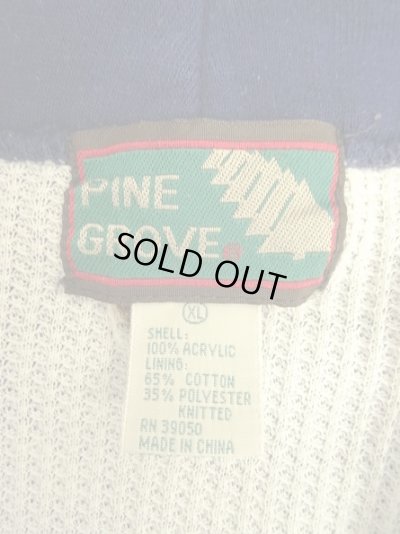 PINE
GROVE
SOLD OUT
XL
SHELL:
100% ACRYLIC
LINING:
65% COTTON
35% POLYESTER
KNITTED
RN 39050
MADE IN CHINA